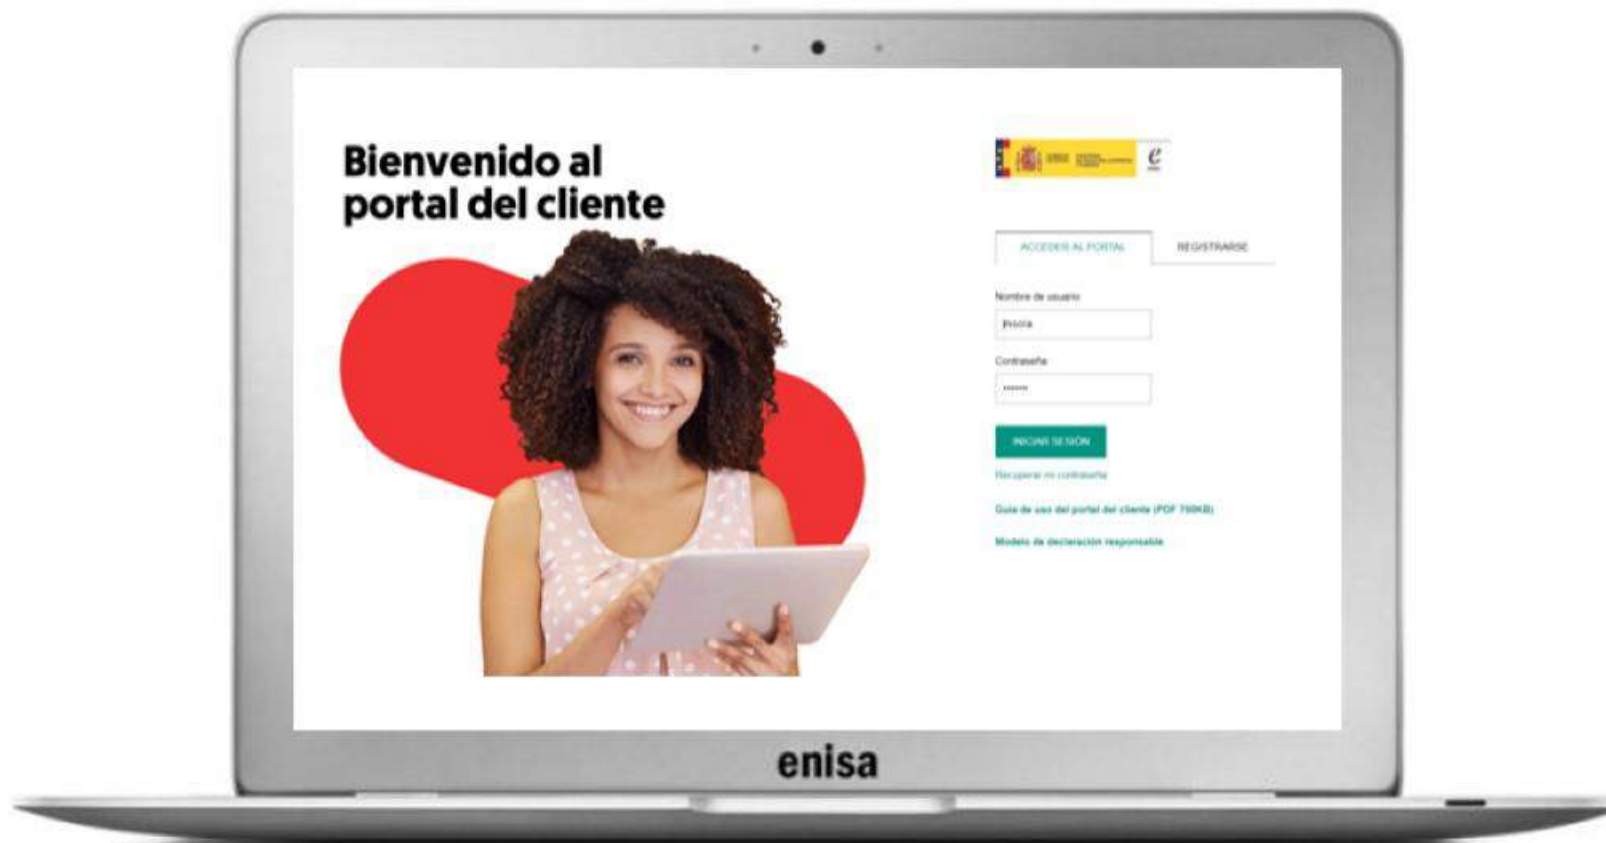 Bienvenido al
portal del cliente
ACCEDER AL PORTAL
REGISTRARSE
Nombre de usuario
Contraseña
INICIAR SESIÓN
Recuperar mi contraseña
Guía de uso del portal del cliente (PDF 700KB)
Modelo de declaración responsable
enisa